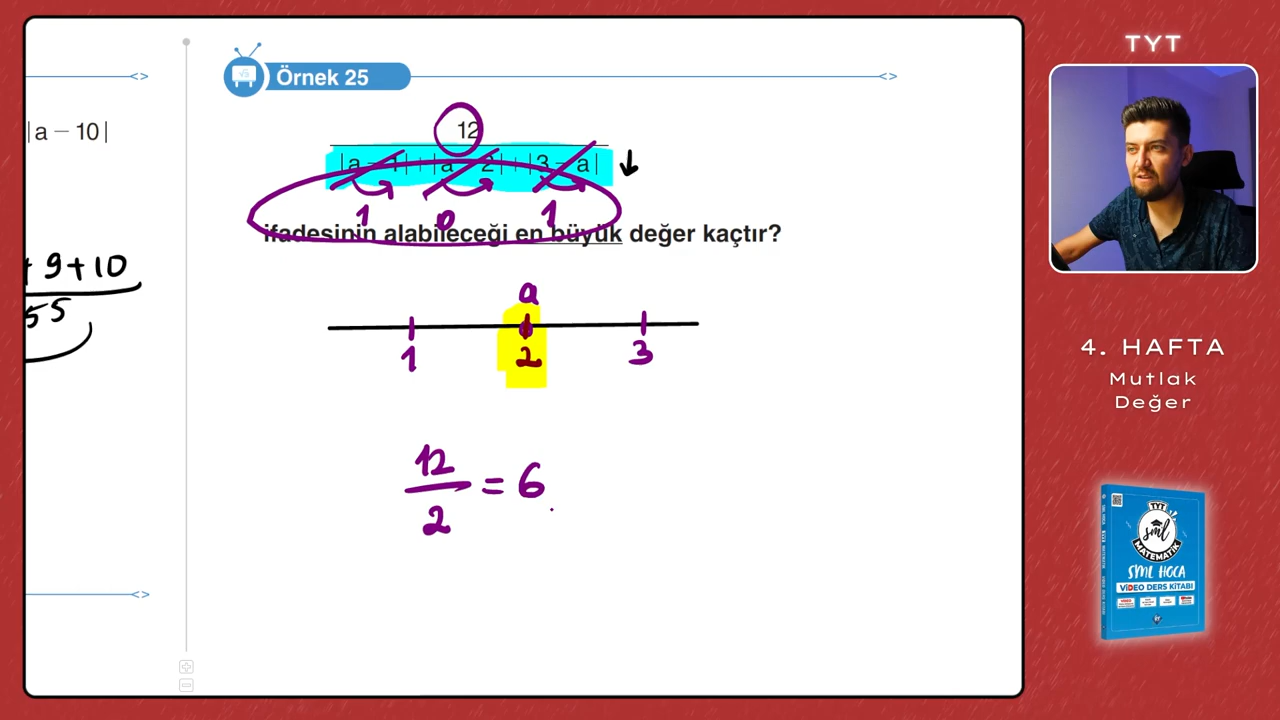 |a − 10|
+ 9 + 10
55
Örnek 25
12
|a − 1| + |a − 2| + |3 − a| ↓
1 0 1
ifadesinin alabileceği en büyük değer kaçtır?
a
1 2 3
12
2
= 6
TYT
4. HAFTA
Mutlak
Değer
TYT
sml
MATEMATİK
SML HOCA
VİDEO DERS KİTABI